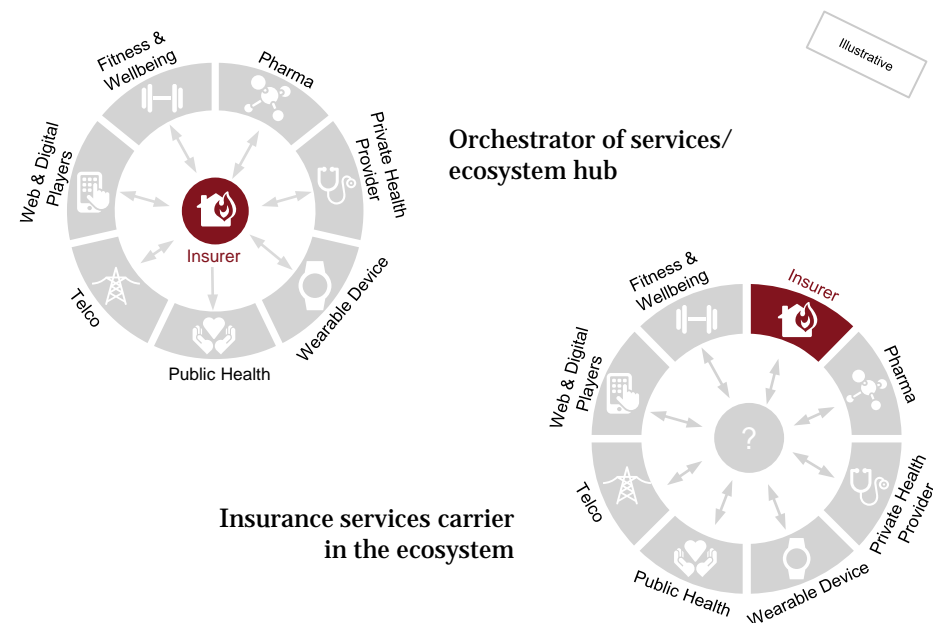 Illustrative
Orchestrator of services/
ecosystem hub
Fitness &
Wellbeing
Pharma
Private Health
Provider
Wearable Device
Public Health
Telco
Web & Digital
Players
Insurer
Insurance services carrier
in the ecosystem
Fitness &
Wellbeing
Insurer
Pharma
Private Health
Provider
Wearable Device
Public Health
Telco
Web & Digital
Players
?